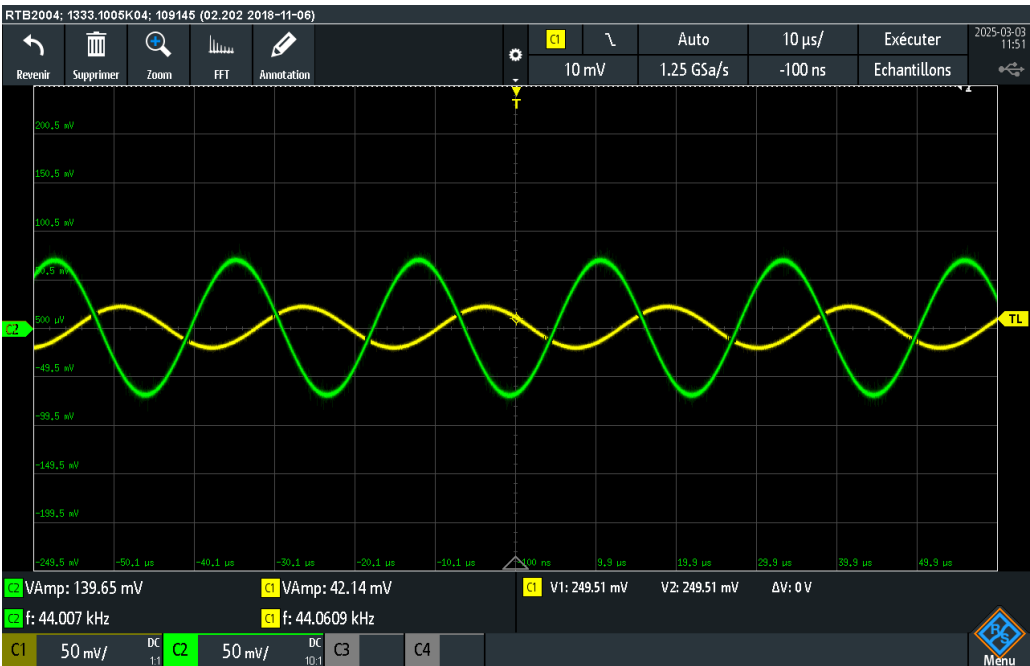 RTB2004; 1333.1005K04; 109145 (02.202 2018-11-06)
C1 Auto 10 µs/ Exécuter 2025-03-03
11:51
Revenir Supprimer Zoom FFT Annotation
10 mV 1.25 GSa/s -100 ns Echantillons
T
200.5 mV
150.5 mV
100.5 mV
500 µV
C2
TL
-49.5 mV
-99.5 mV
-149.5 mV
-199.5 mV
-249.5 mV -50.1 µs -40.1 µs -30.1 µs -20.1 µs -10.1 µs -100 ns 9.9 µs 19.9 µs 29.9 µs 39.9 µs 49.9 µs
C2 VAmp: 139.65 mV C1 VAmp: 42.14 mV C1 V1: 249.51 mV V2: 249.51 mV ΔV: 0 V
C2 f: 44.007 kHz C1 f: 44.0609 kHz
C1 50 mV/ DC 1:1 C2 50 mV/ DC 10:1 C3 C4
R&S
Menu